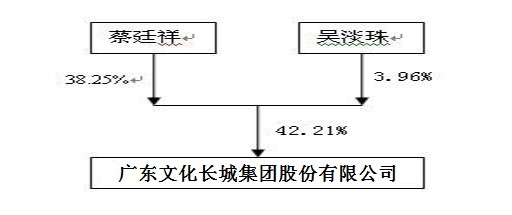 蔡廷祥
吴淡珠
38.25%
3.96%
42.21%
广东文化长城集团股份有限公司